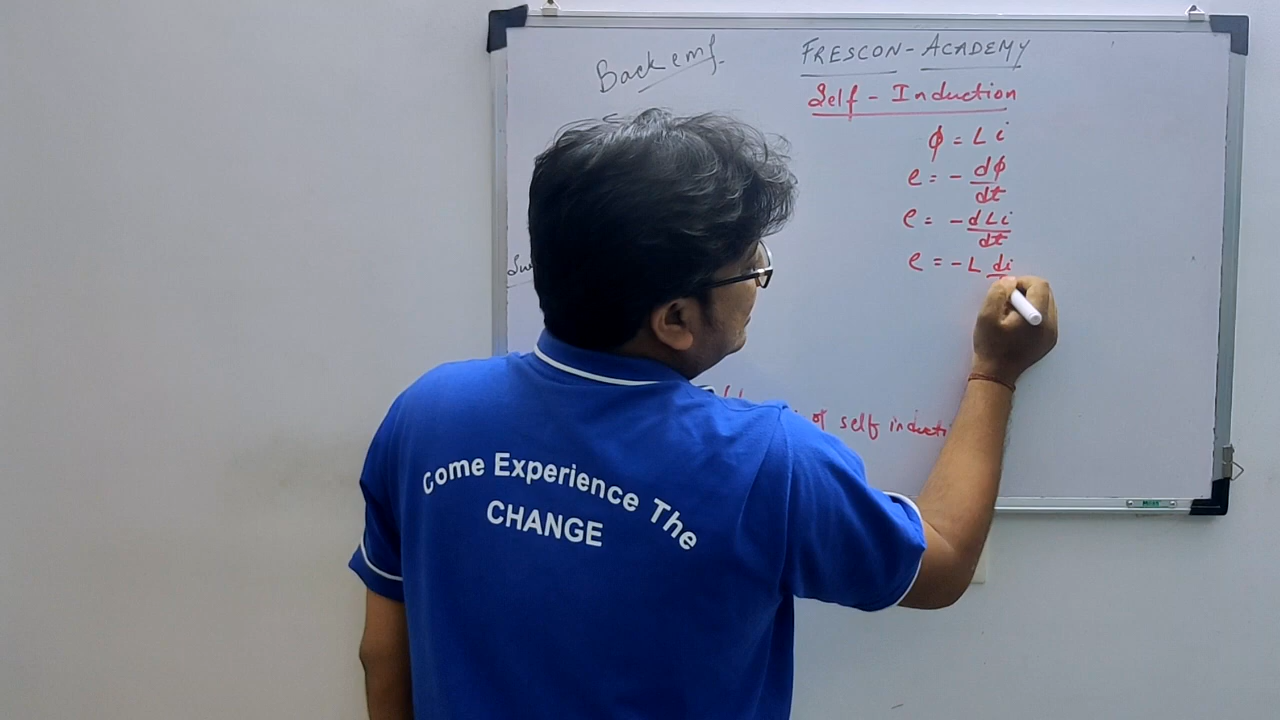 Back emf.
FRESCON - ACADEMY
Self - Induction
ϕ = L i
e = - dϕ/dt
e = - dLi/dt
e = - L di
of self inducti
Come Experience The
CHANGE